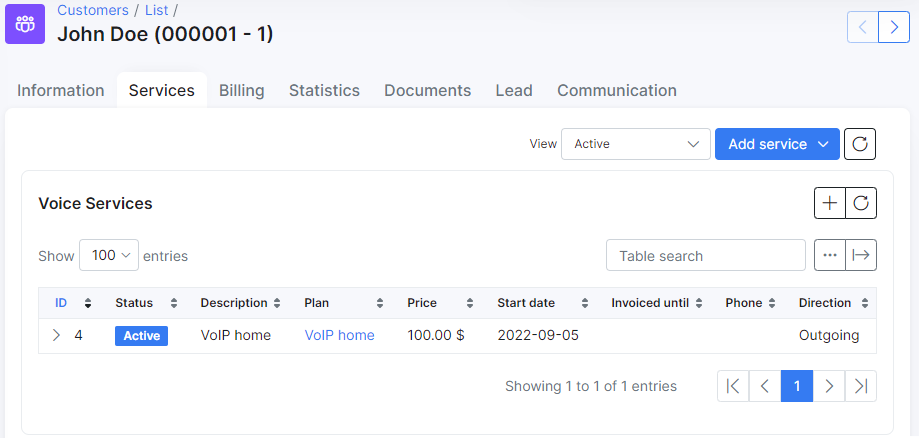 Customers / List /
John Doe (000001 - 1)
Information Services Billing Statistics Documents Lead Communication
View Active Add service
Voice Services
Show 100 entries Table search
ID Status Description Plan Price Start date Invoiced until Phone Direction
4 Active VoIP home VoIP home 100.00 $ 2022-09-05 Outgoing
Showing 1 to 1 of 1 entries 1